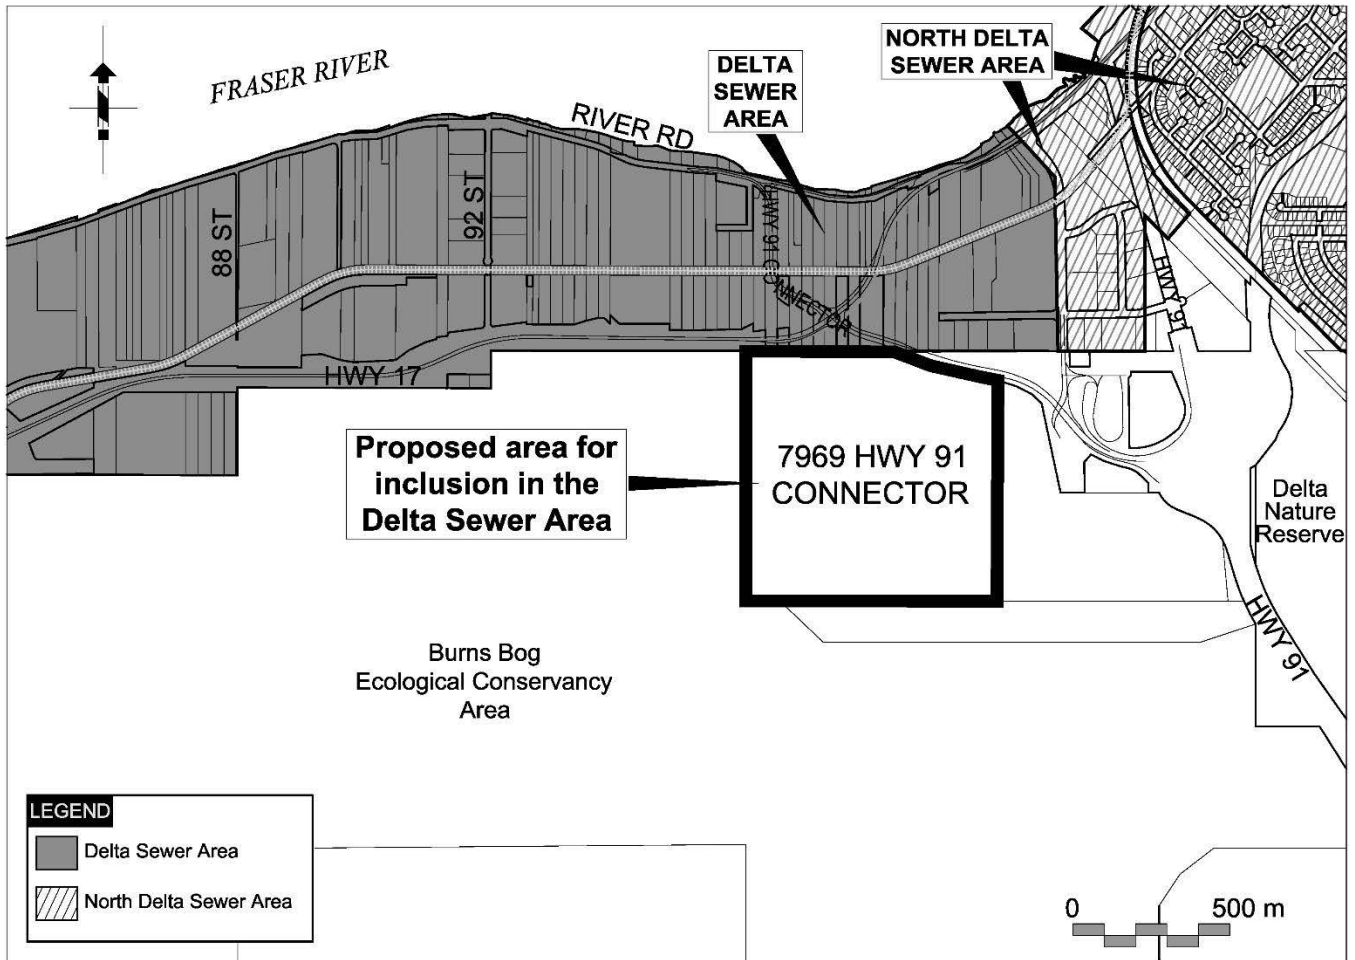 FRASER RIVER
RIVER RD
DELTA
SEWER
AREA
NORTH DELTA
SEWER AREA
88 ST
92 ST
HWY 91 CONNECTOR
HWY 91
HWY 17
Proposed area for
inclusion in the
Delta Sewer Area
7969 HWY 91
CONNECTOR
Delta
Nature
Reserve
HWY 91
Burns Bog
Ecological Conservancy
Area
LEGEND
Delta Sewer Area
North Delta Sewer Area
0 500 m